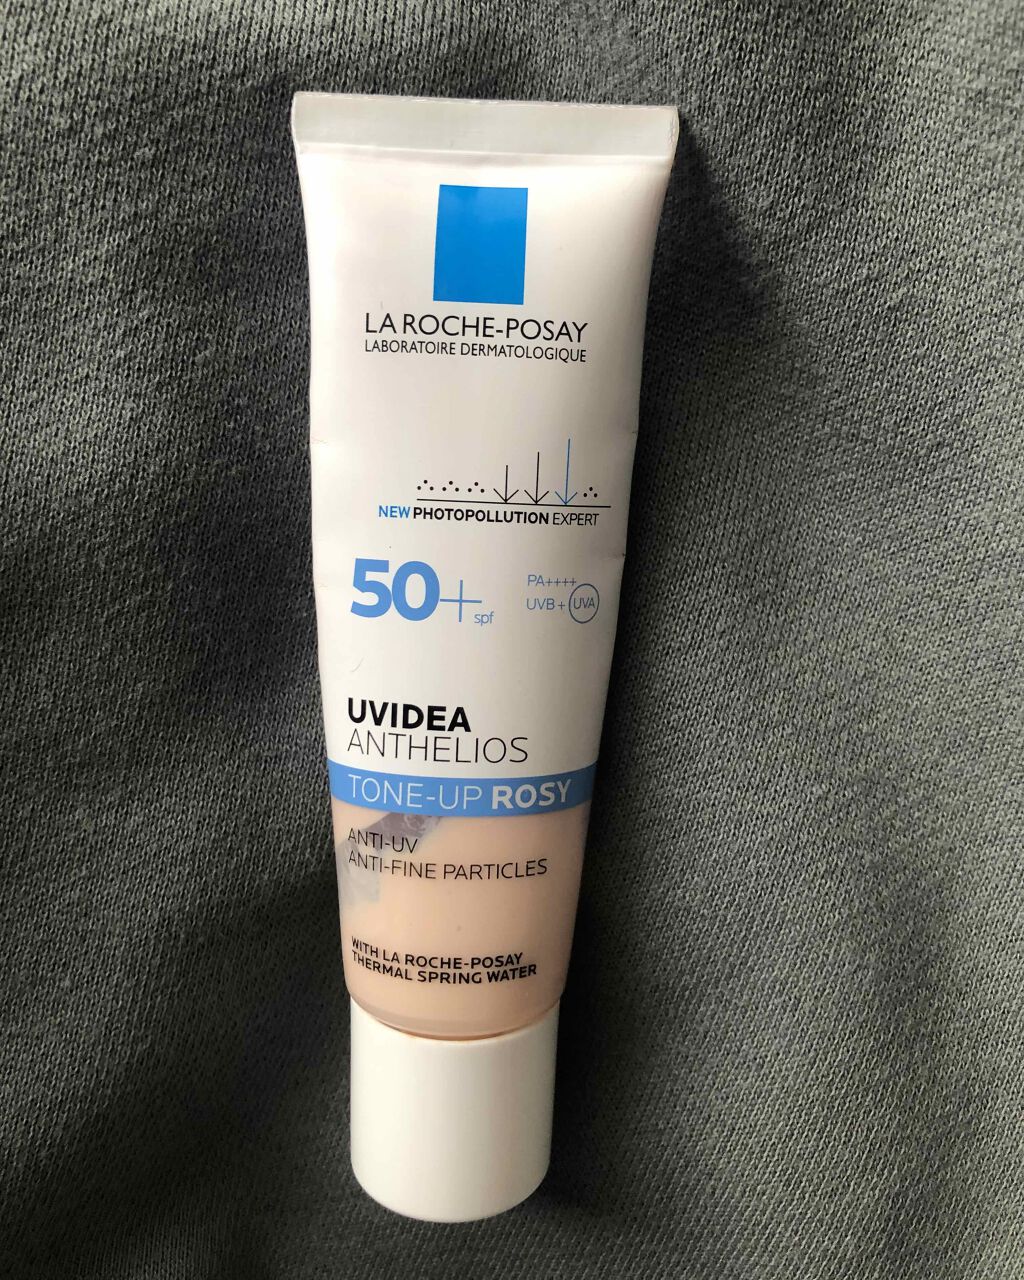 LA ROCHE-POSAY
LABORATOIRE DERMATOLOGIQUE
NEW PHOTOPOLLUTION EXPERT
50+ spf
PA++++
UVB + UVA
UVIDEA
ANTHELIOS
TONE-UP ROSY
ANTI-UV
ANTI-FINE PARTICLES
WITH LA ROCHE-POSAY
THERMAL SPRING WATER